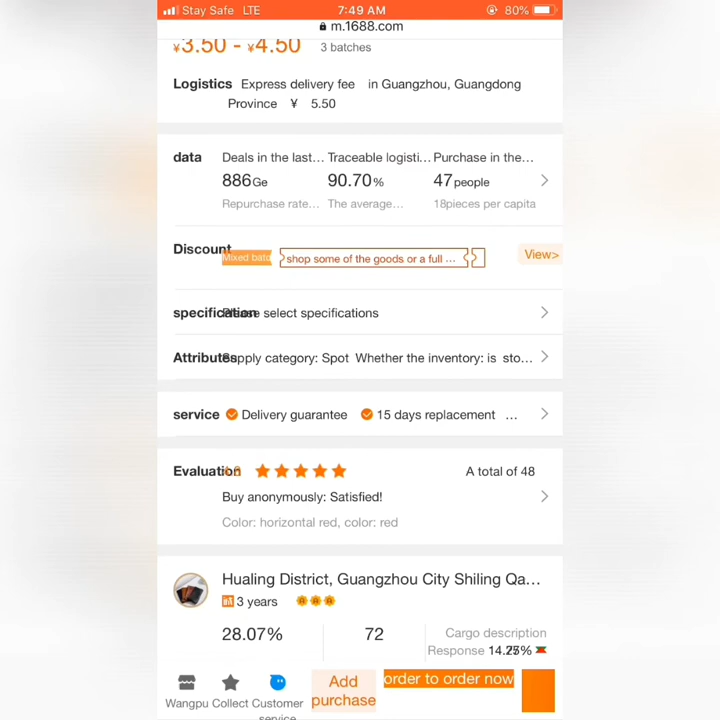 Stay Safe LTE 7:49 AM 80%
m.1688.com
¥3.50 - ¥4.50 3 batches
Logistics Express delivery fee in Guangzhou, Guangdong
Province ¥ 5.50
data Deals in the last... Traceable logisti... Purchase in the...
886Ge 90.70% 47people
Repurchase rate... The average... 18pieces per capita
Discount Mixed batc shop some of the goods or a full ... View>
specification Please select specifications
Attributes Supply category: Spot Whether the inventory: is sto...
service Delivery guarantee 15 days replacement ...
Evaluation A total of 48
Buy anonymously: Satisfied!
Color: horizontal red, color: red
Hualing District, Guangzhou City Shiling Qa...
3 years
28.07% 72 Cargo description
Response
Add order to order now
purchase
Wangpu Collect Customer
service